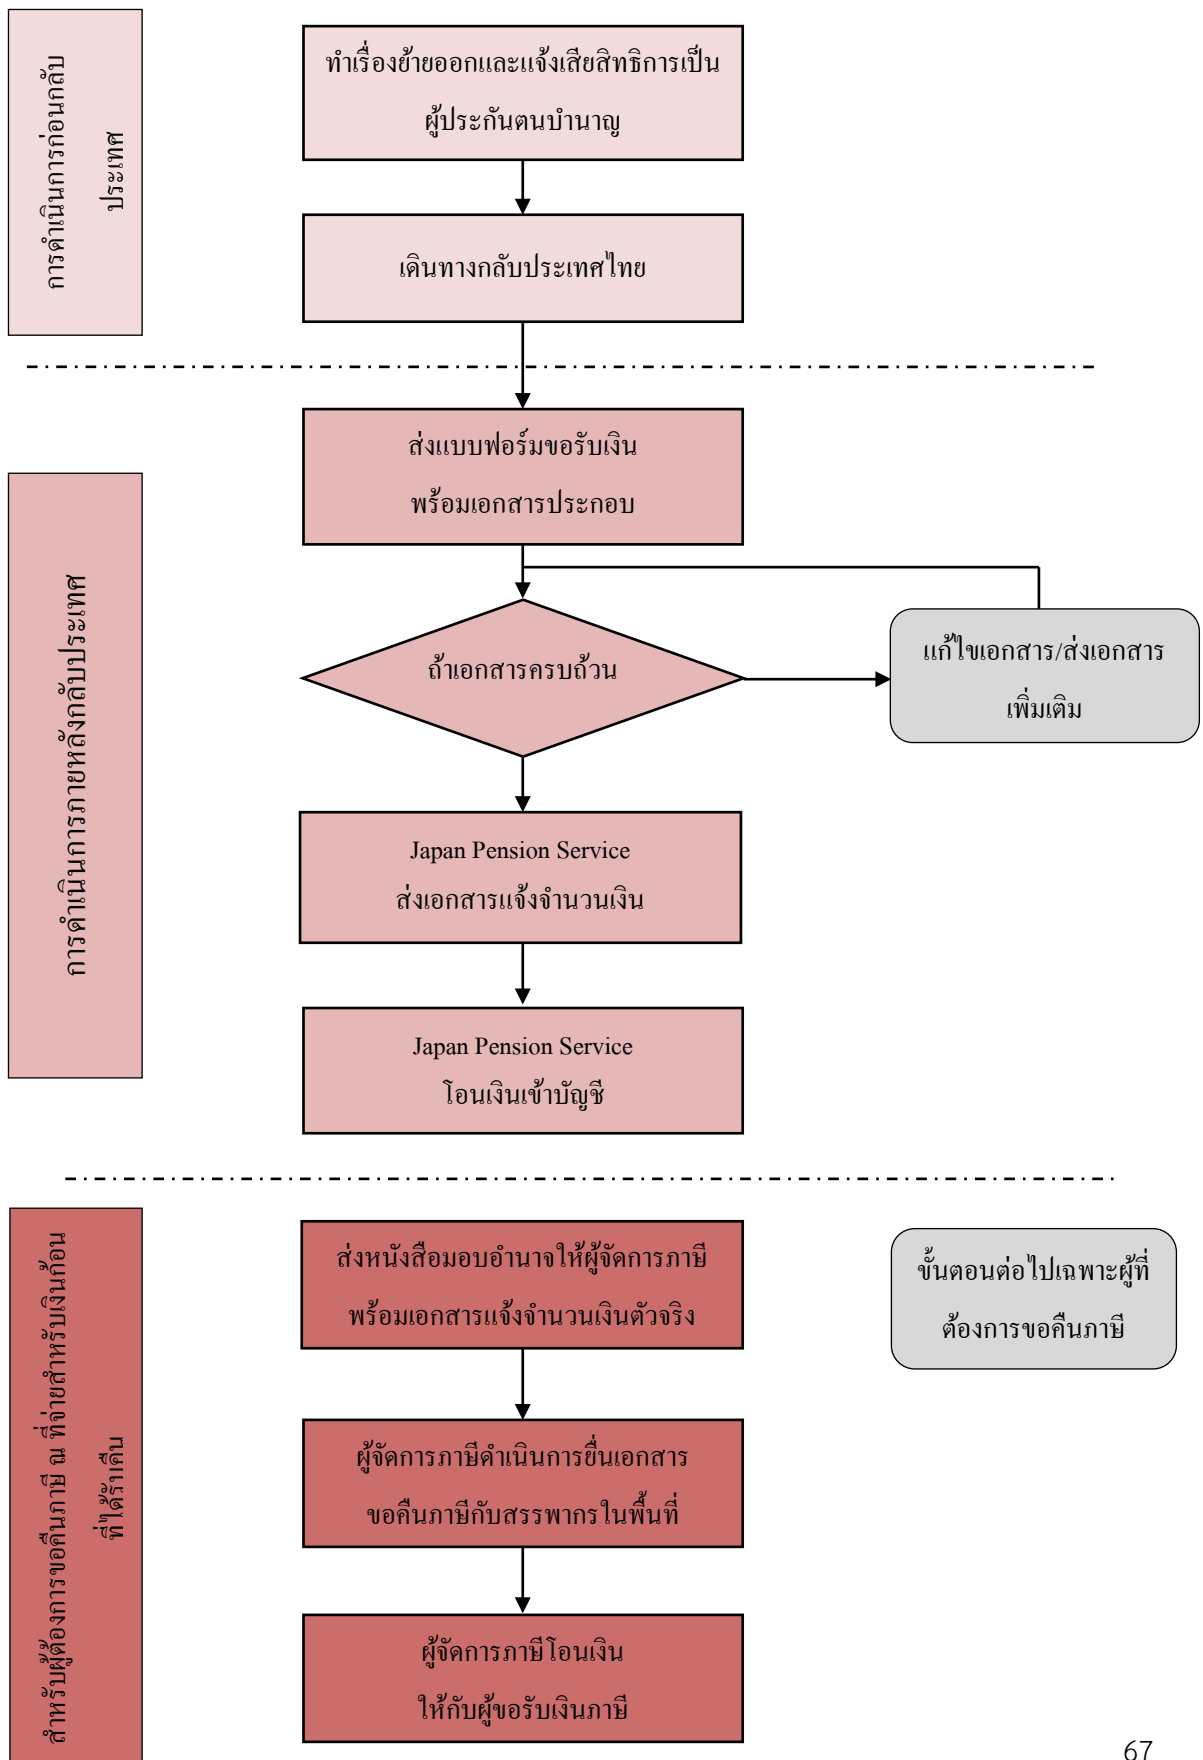 การดำเนินการก่อนกลับ
ประเทศ
ทำเรื่องย้ายออกและแจ้งเสียสิทธิการเป็น
ผู้ประกันตนบำนาญ
เดินทางกลับประเทศไทย
การดำเนินการภายหลังกลับประเทศ
ส่งแบบฟอร์มขอรับเงิน
พร้อมเอกสารประกอบ
ถ้าเอกสารครบถ้วน
แก้ไขเอกสาร/ส่งเอกสาร
เพิ่มเติม
Japan Pension Service
ส่งเอกสารแจ้งจำนวนเงิน
Japan Pension Service
โอนเงินเข้าบัญชี
สำหรับผู้ต้องการขอคืนภาษี ณ ที่จ่ายสำหรับเงินก้อน
ที่ได้รับคืน
ส่งหนังสือมอบอำนาจให้ผู้จัดการภาษี
พร้อมเอกสารแจ้งจำนวนเงินตัวจริง
ขั้นตอนต่อไปเฉพาะผู้ที่
ต้องการขอคืนภาษี
ผู้จัดการภาษีดำเนินการยื่นเอกสาร
ขอคืนภาษีกับสรรพากรในพื้นที่
ผู้จัดการภาษีโอนเงิน
ให้กับผู้ขอรับเงินภาษี
67